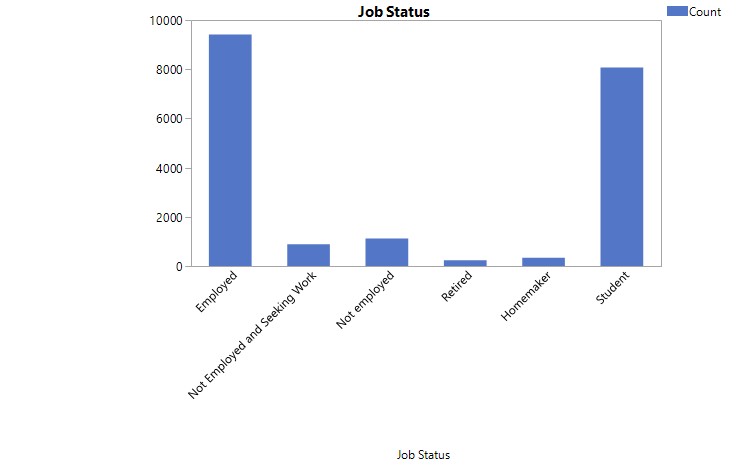 Job Status
Count
10000
8000
6000
4000
2000
0
Employed
Not Employed and Seeking Work
Not employed
Retired
Homemaker
Student
Job Status